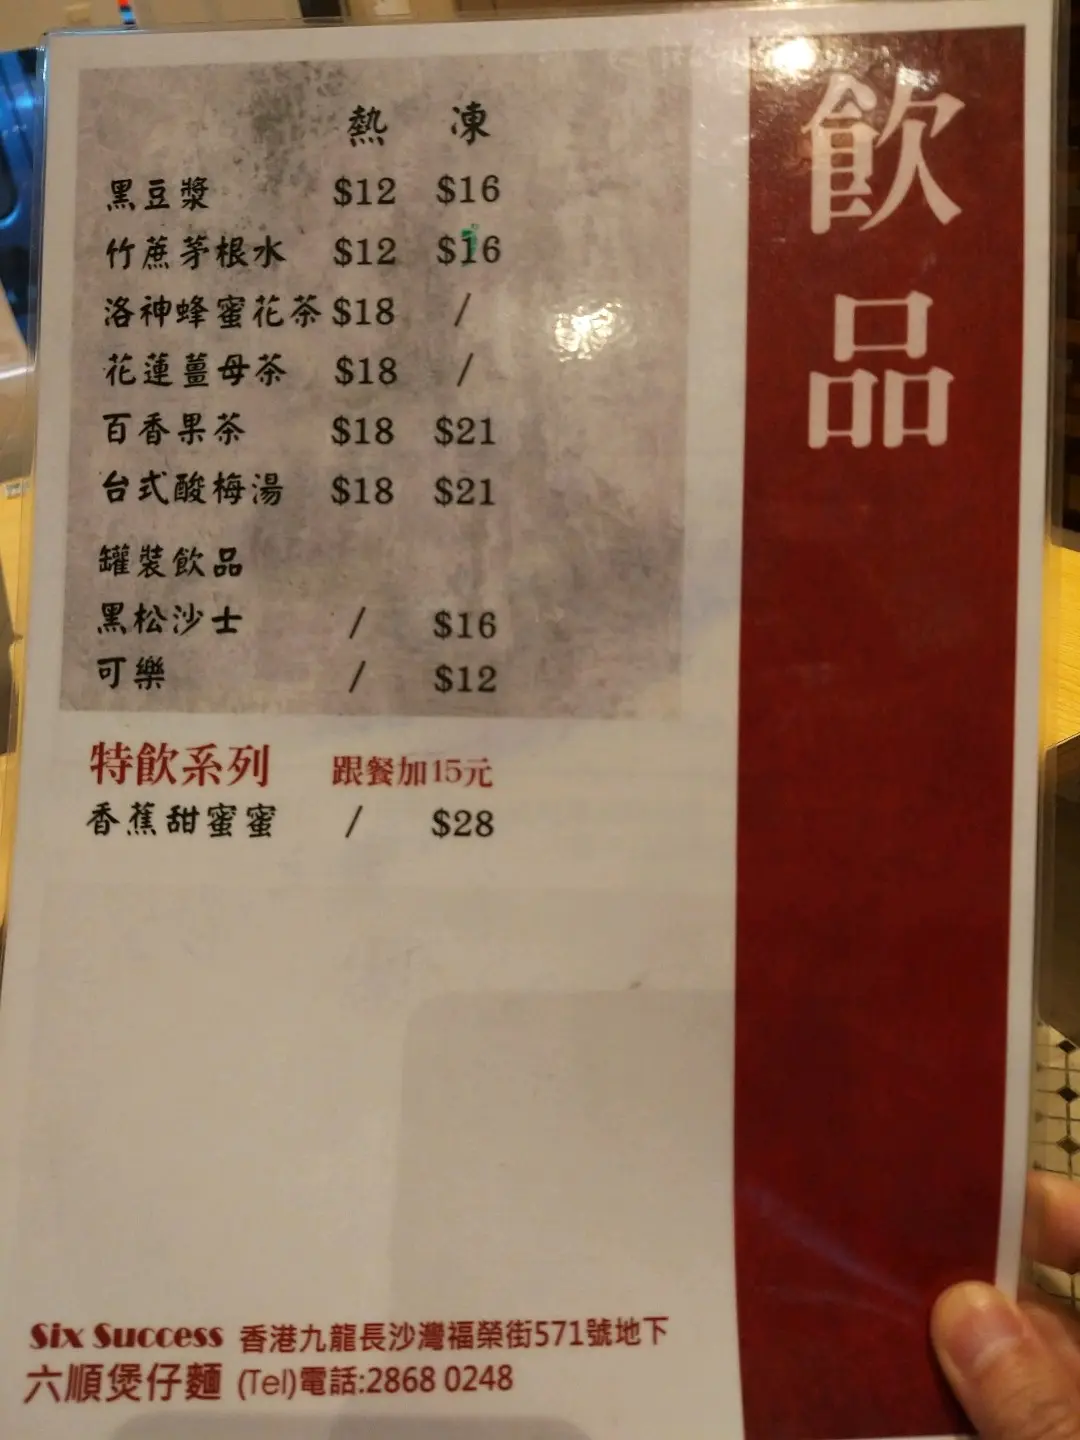 飲品
熱 凍
黑豆漿 $12 $16
竹蔗茅根水 $12 $16
洛神蜂蜜花茶 $18 /
花蓮薑母茶 $18 /
百香果茶 $18 $21
台式酸梅湯 $18 $21
罐裝飲品
黑松沙士 / $16
可樂 / $12
特飲系列 跟餐加15元
香蕉甜蜜蜜 / $28
Six Success 香港九龍長沙灣福榮街571號地下
六順煲仔麵 (Tel)電話:2868 0248